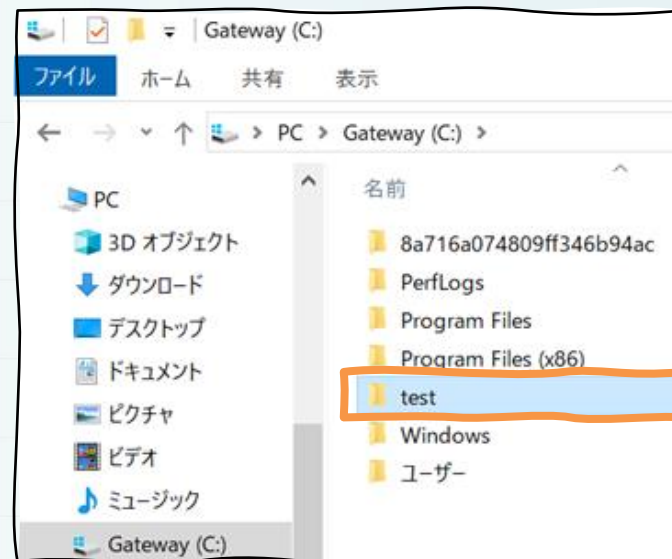 Gateway (C:)
ファイル ホーム 共有 表示
PC > Gateway (C:) >
PC
3D オブジェクト
ダウンロード
デスクトップ
ドキュメント
ピクチャ
ビデオ
ミュージック
Gateway (C:)
名前
8a716a074809ff346b94ac
PerfLogs
Program Files
Program Files (x86)
test
Windows
ユーザー